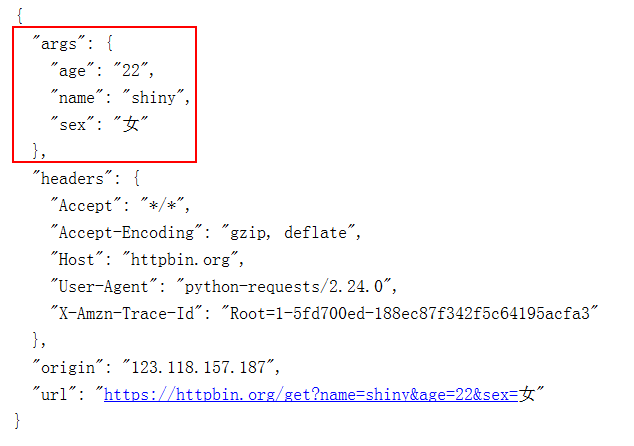 {
"args": {
"age": "22",
"name": "shiny",
"sex": "女"
},
"headers": {
"Accept": "*/*",
"Accept-Encoding": "gzip, deflate",
"Host": "httpbin.org",
"User-Agent": "python-requests/2.24.0",
"X-Amzn-Trace-Id": "Root=1-5fd700ed-188ec87f342f5c64195acfa3"
},
"origin": "123.118.157.187",
"url": "https://httpbin.org/get?name=shiny&age=22&sex=女"
}